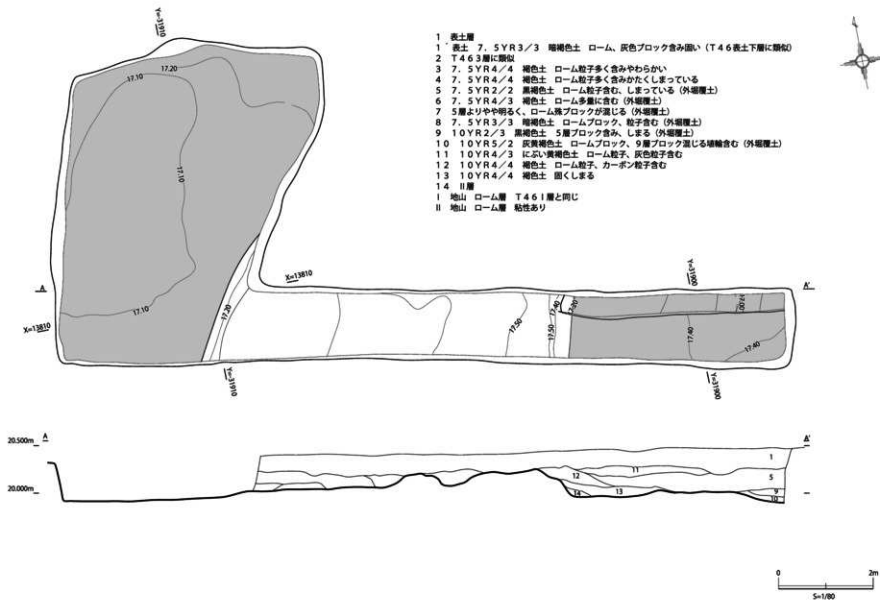 1 表土層
1´表土 7．5YR3／3 暗褐色土 ローム、灰色ブロック含み固い（T46表土下層に類似）
2 T463層に類似
3 7．5YR4／4 褐色土 ローム粒子多く含みやわらかい
4 7．5YR4／4 褐色土 ローム粒子多く含みかたくしまっている
5 7．5YR2／2 黒褐色土 ローム粒子含む、しまっている（外堀覆土）
6 7．5YR4／3 褐色土 ローム多量に含む（外堀覆土）
7 5層よりやや明るく、ローム殊ブロックが混じる（外堀覆土）
8 7．5YR3／3 暗褐色土 ロームブロック、粒子含む（外堀覆土）
9 10YR2／3 黒褐色土 5層ブロック含み、しまる（外堀覆土）
10 10YR5／2 灰黄褐色土 ロームブロック、9層ブロック混じる埴輪含む（外堀覆土）
11 10YR4／3 にぶい黄褐色土 ローム粒子、灰色粒子含む
12 10YR4／4 褐色土 ローム粒子、カーボン粒子含む
13 10YR4／4 褐色土 固くしまる
14 II層
I 地山 ローム層 T46I層と同じ
II 地山 ローム層 粘性あり
Y=-31910
17.20
17.10
17.10
X=13810
A
A'
Y=-31900
17.20
17.40
17.20
17.00
17.10
17.50
17.50
17.40
17.40
X=13810
Y=-31910
Y=-31900
20.500m
A
A'
1
11
12
5
20.000m
14
13
9
10
0
2m
S=1/80